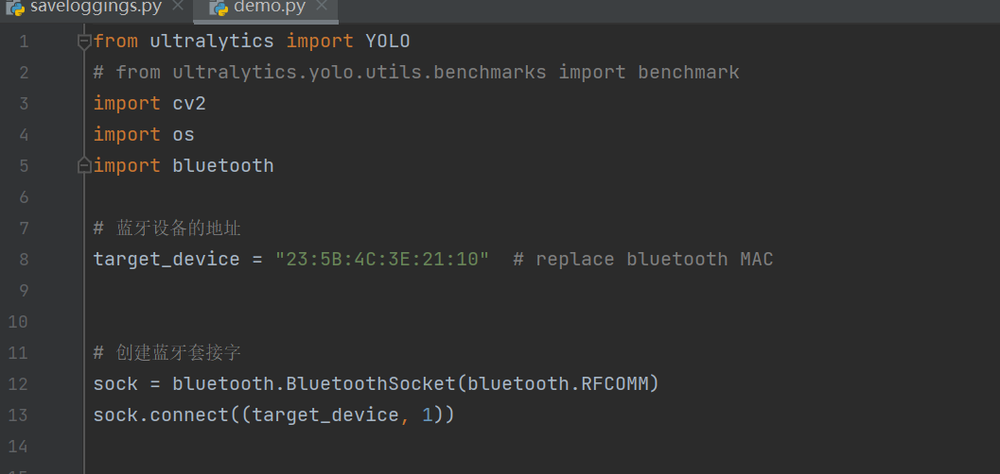 saveloggings.py × demo.py ×
1 from ultralytics import YOLO
2 # from ultralytics.yolo.utils.benchmarks import benchmark
3 import cv2
4 import os
5 import bluetooth
6
7 # 蓝牙设备的地址
8 target_device = "23:5B:4C:3E:21:10"  # replace bluetooth MAC
9
10
11 # 创建蓝牙套接字
12 sock = bluetooth.BluetoothSocket(bluetooth.RFCOMM)
13 sock.connect((target_device, 1))
14